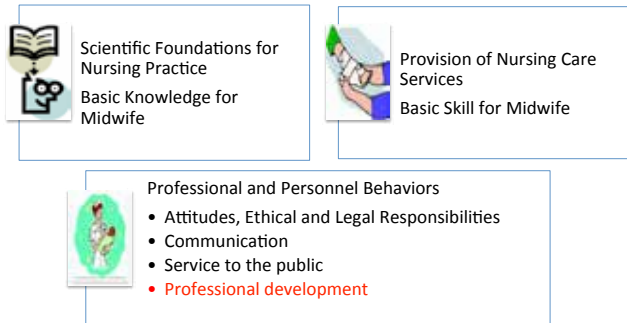 Scientific Foundations for
Nursing Practice
Basic Knowledge for
Midwife
Provision of Nursing Care
Services
Basic Skill for Midwife
Professional and Personnel Behaviors
• Attitudes, Ethical and Legal Responsibilities
• Communication
• Service to the public
• Professional development